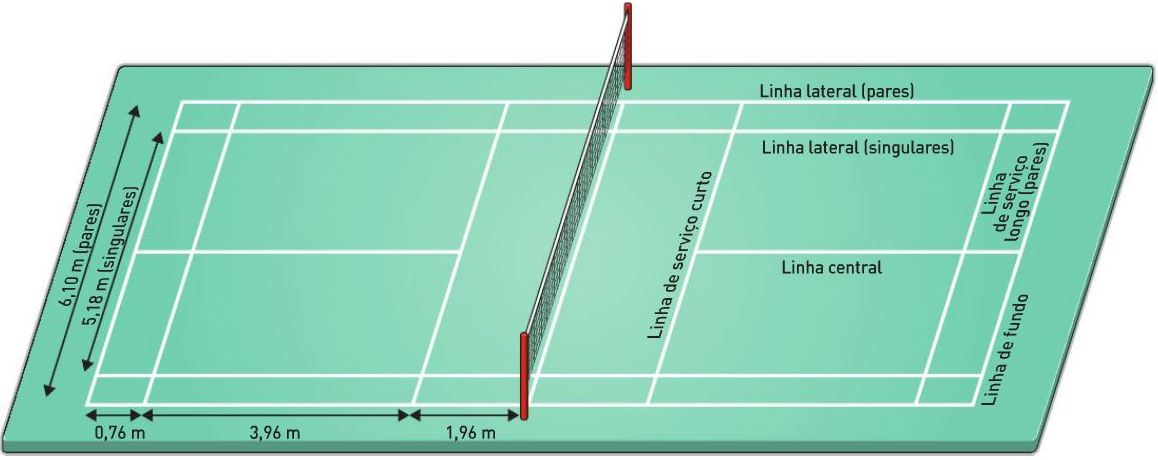 Linha lateral (pares)
Linha lateral (singulares)
Linha
de serviço
longo (pares)
Linha de serviço curto
Linha central
Linha de fundo
6,10 m (pares)
5,18 m (singulares)
0,76 m
3,96 m
1,96 m